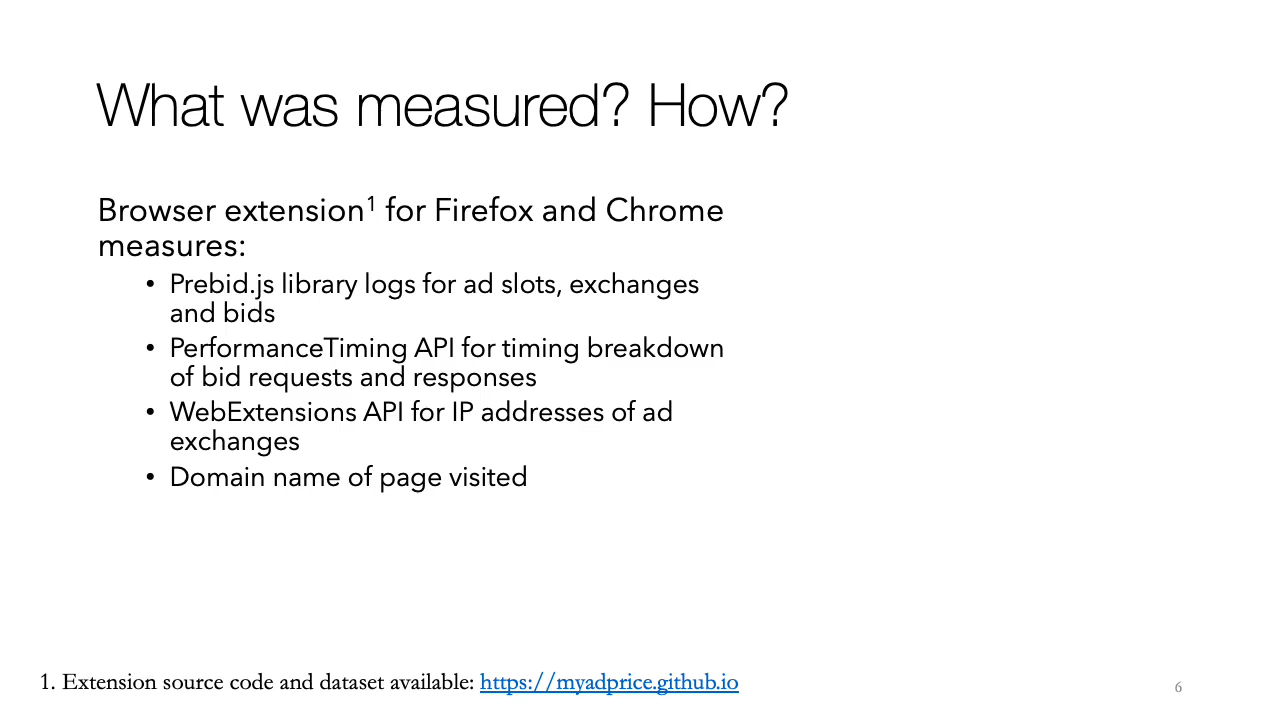 What was measured? How?
Browser extension¹ for Firefox and Chrome
measures:
• Prebid.js library logs for ad slots, exchanges
and bids
• PerformanceTiming API for timing breakdown
of bid requests and responses
• WebExtensions API for IP addresses of ad
exchanges
• Domain name of page visited
1. Extension source code and dataset available: https://myadprice.github.io
6